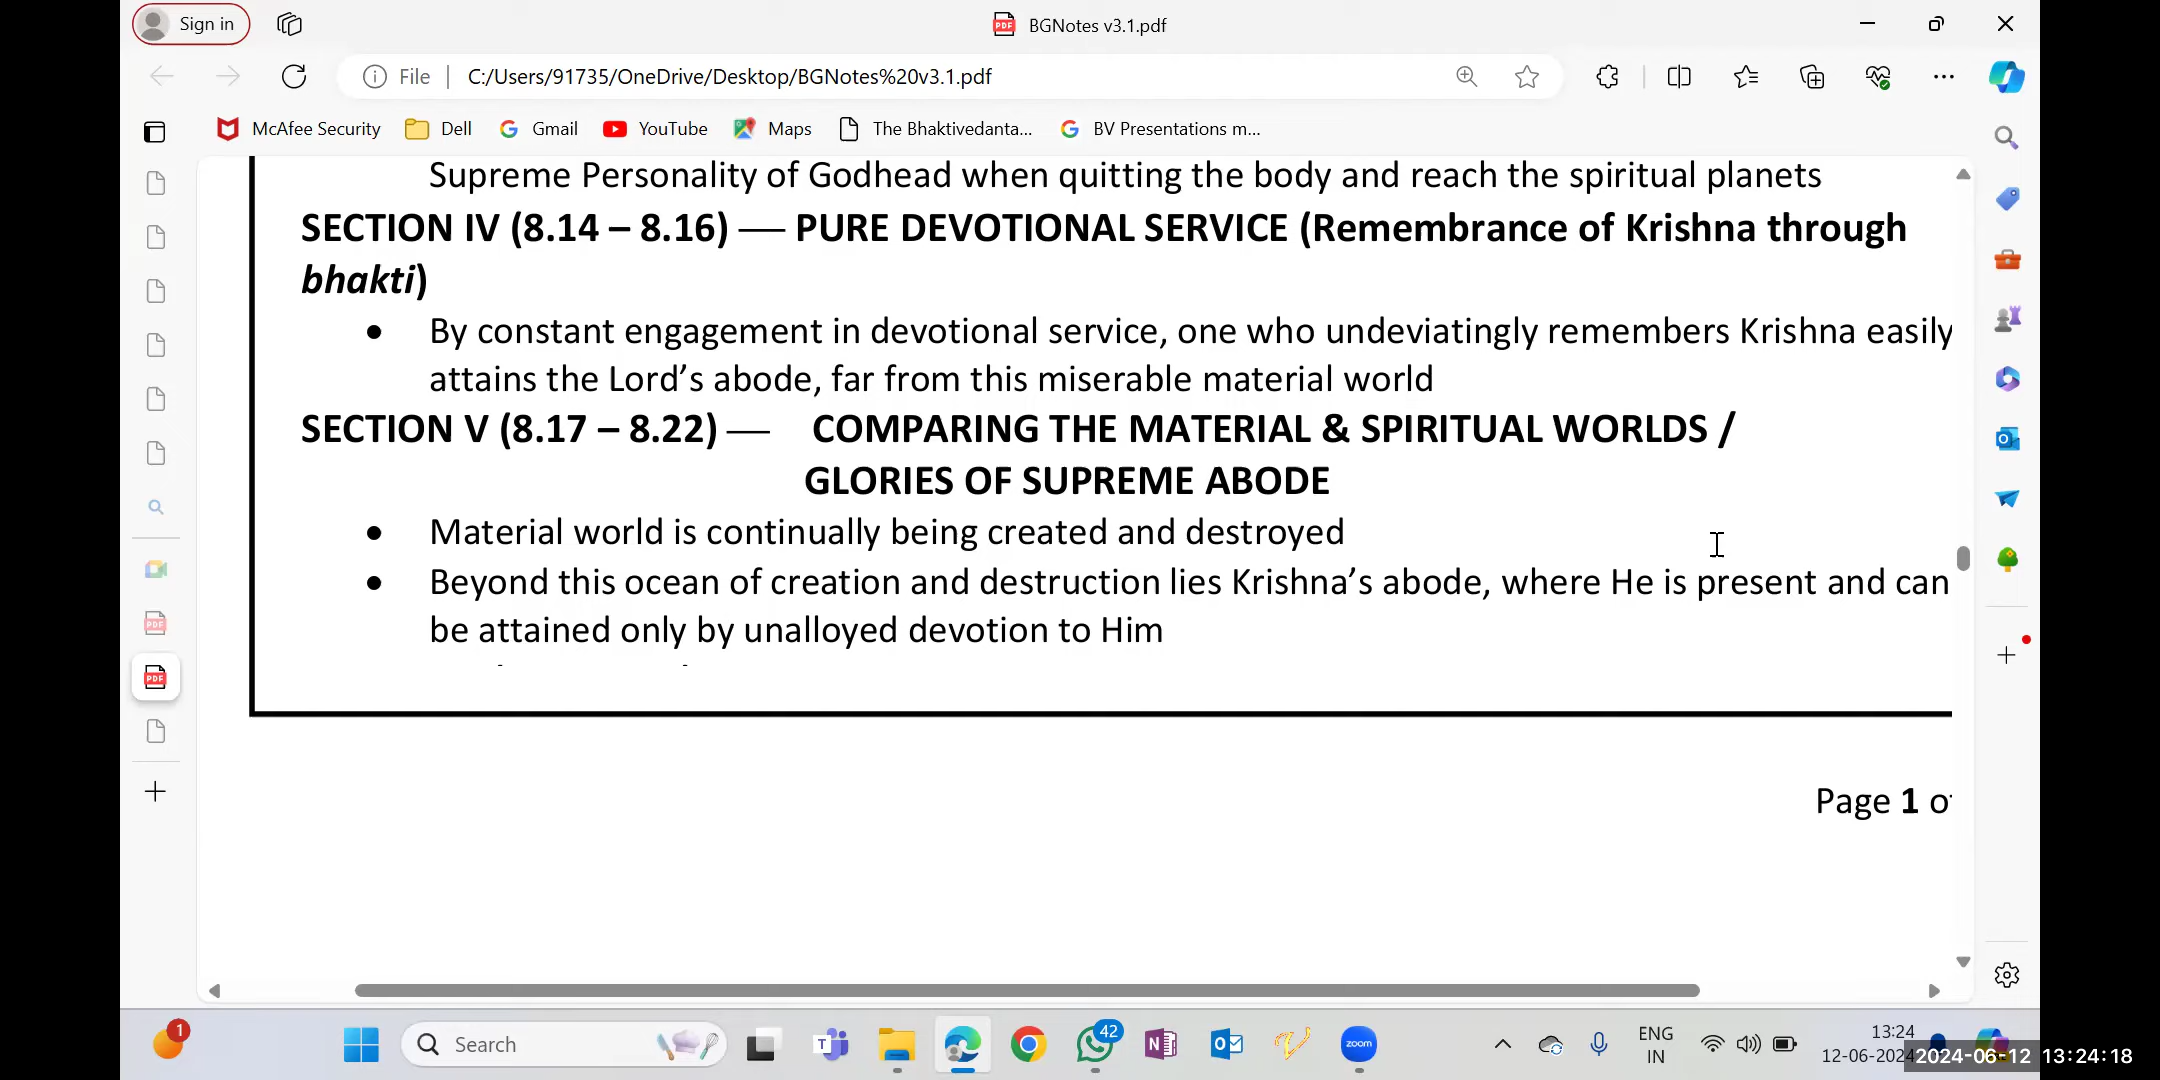 Sign in
BGNotes v3.1.pdf
File
C:/Users/91735/OneDrive/Desktop/BGNotes%20v3.1.pdf
McAfee Security
Dell
Gmail
YouTube
Maps
The Bhaktivedanta...
BV Presentations m...
Supreme Personality of Godhead when quitting the body and reach the spiritual planets
SECTION IV (8.14 – 8.16) — PURE DEVOTIONAL SERVICE (Remembrance of Krishna through
bhakti)
• By constant engagement in devotional service, one who undeviatingly remembers Krishna easily
attains the Lord’s abode, far from this miserable material world
SECTION V (8.17 – 8.22) — COMPARING THE MATERIAL & SPIRITUAL WORLDS /
GLORIES OF SUPREME ABODE
• Material world is continually being created and destroyed
• Beyond this ocean of creation and destruction lies Krishna’s abode, where He is present and can
be attained only by unalloyed devotion to Him
Page 1 of
1
Search
42
zoom
ENG
IN
13:24
12-06-2024
2024-06-12 13:24:18